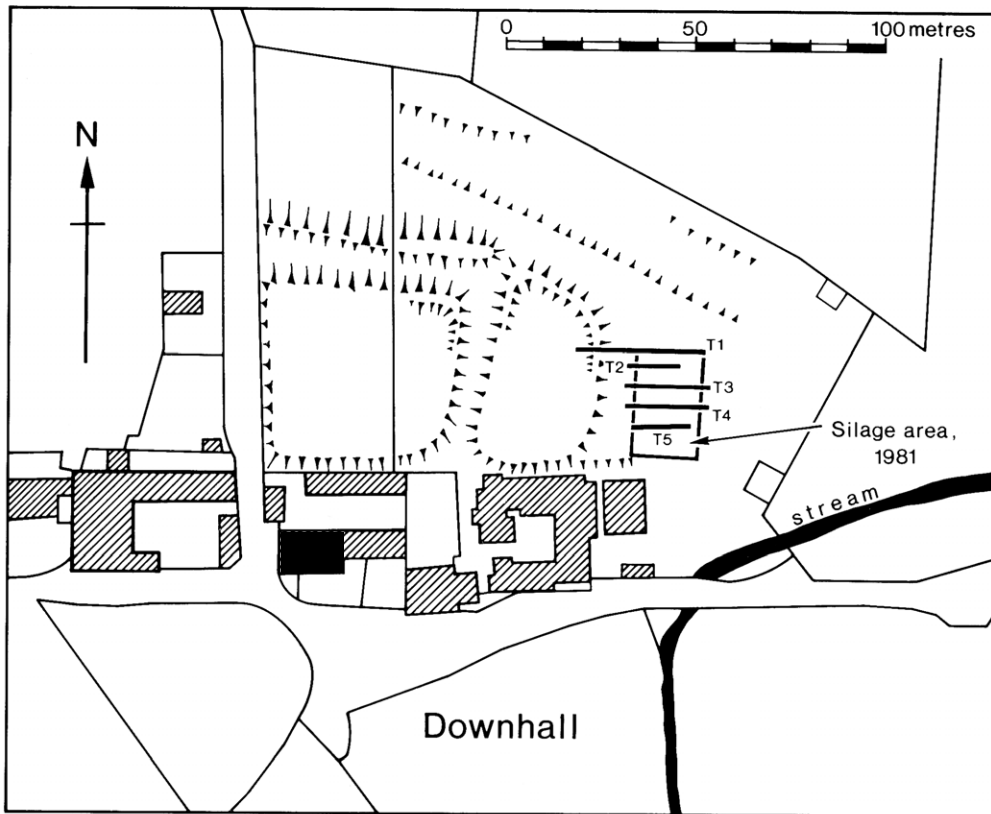 0 50 100 metres
N
T1
T2
T3
T4
T5
Silage area,
1981
stream
Downhall